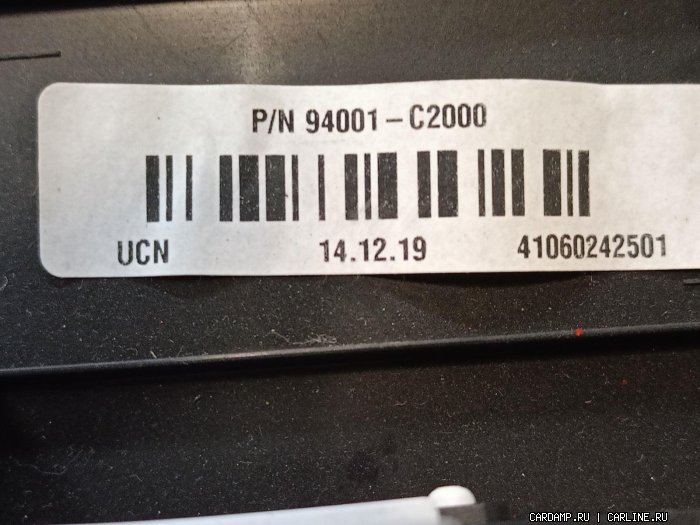 P/N 94001-C2000
UCN 14.12.19 41060242501
CARDAMP.RU | CARLINE.RU